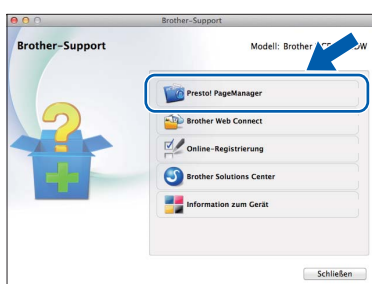 Brother-Support
Brother-Support
Modell: Brother
Presto! PageManager
Brother Web Connect
Online-Registrierung
Brother Solutions Center
Information zum Gerät
Schließen